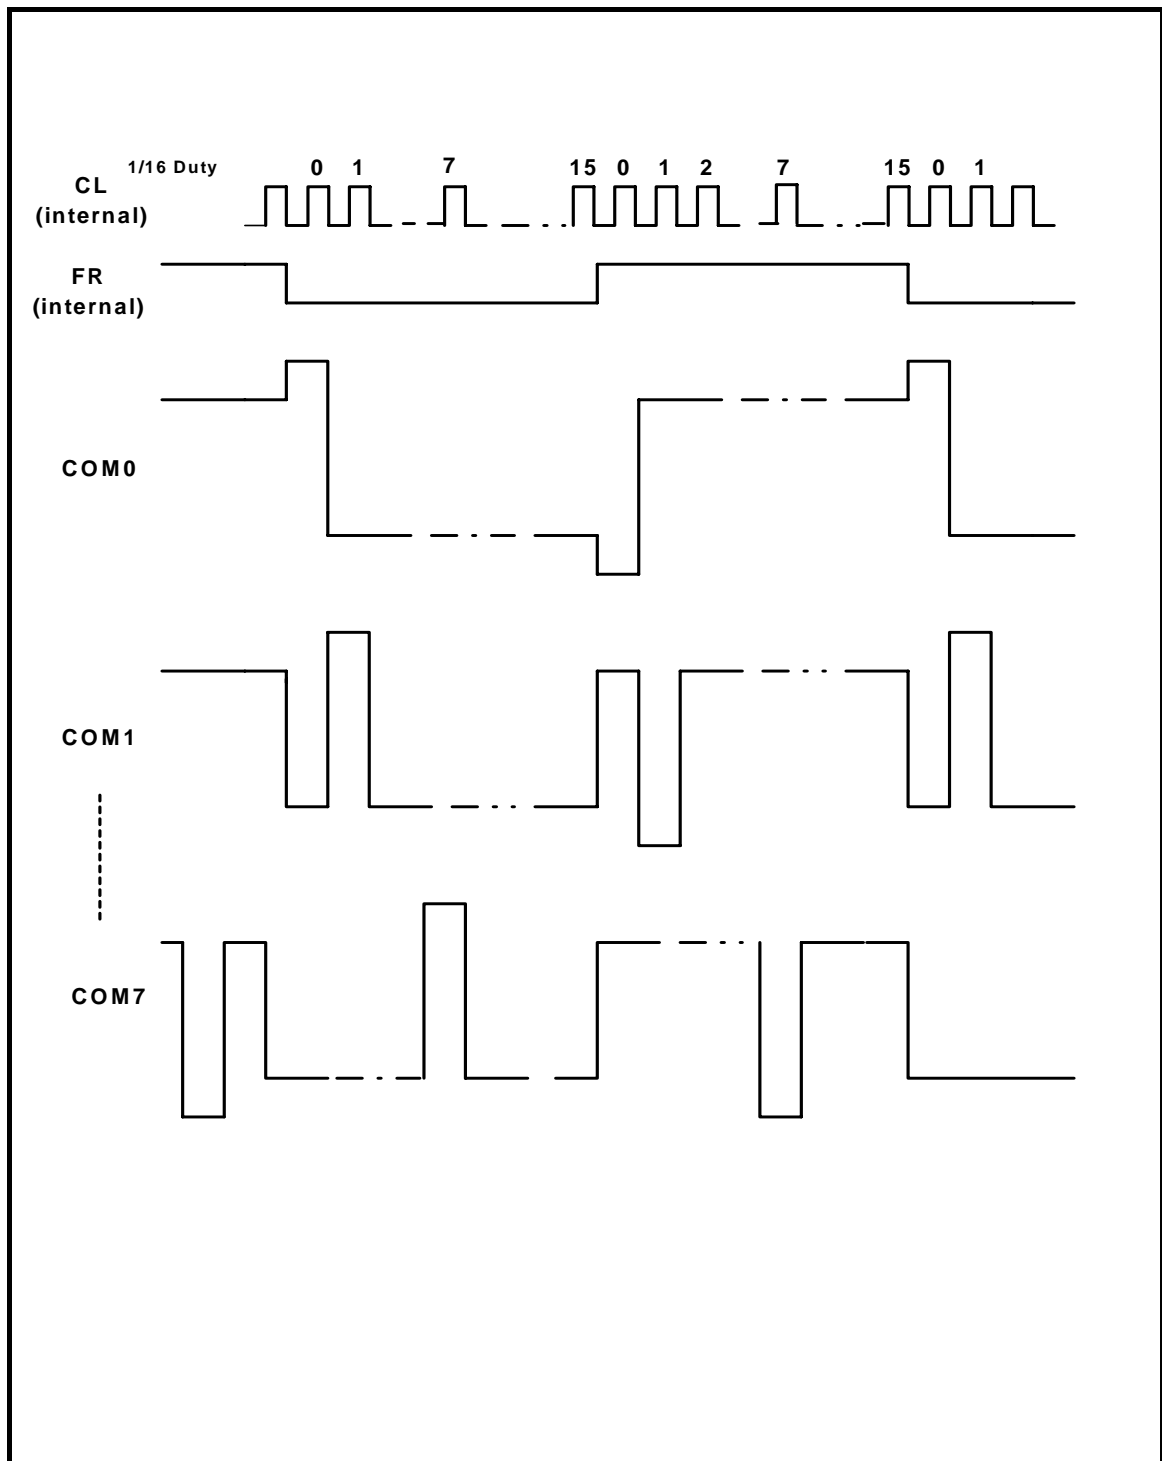 1/16 Duty 0 1 7 15 0 1 2 7 15 0 1
CL
(internal)
FR
(internal)
COM0
COM1
COM7